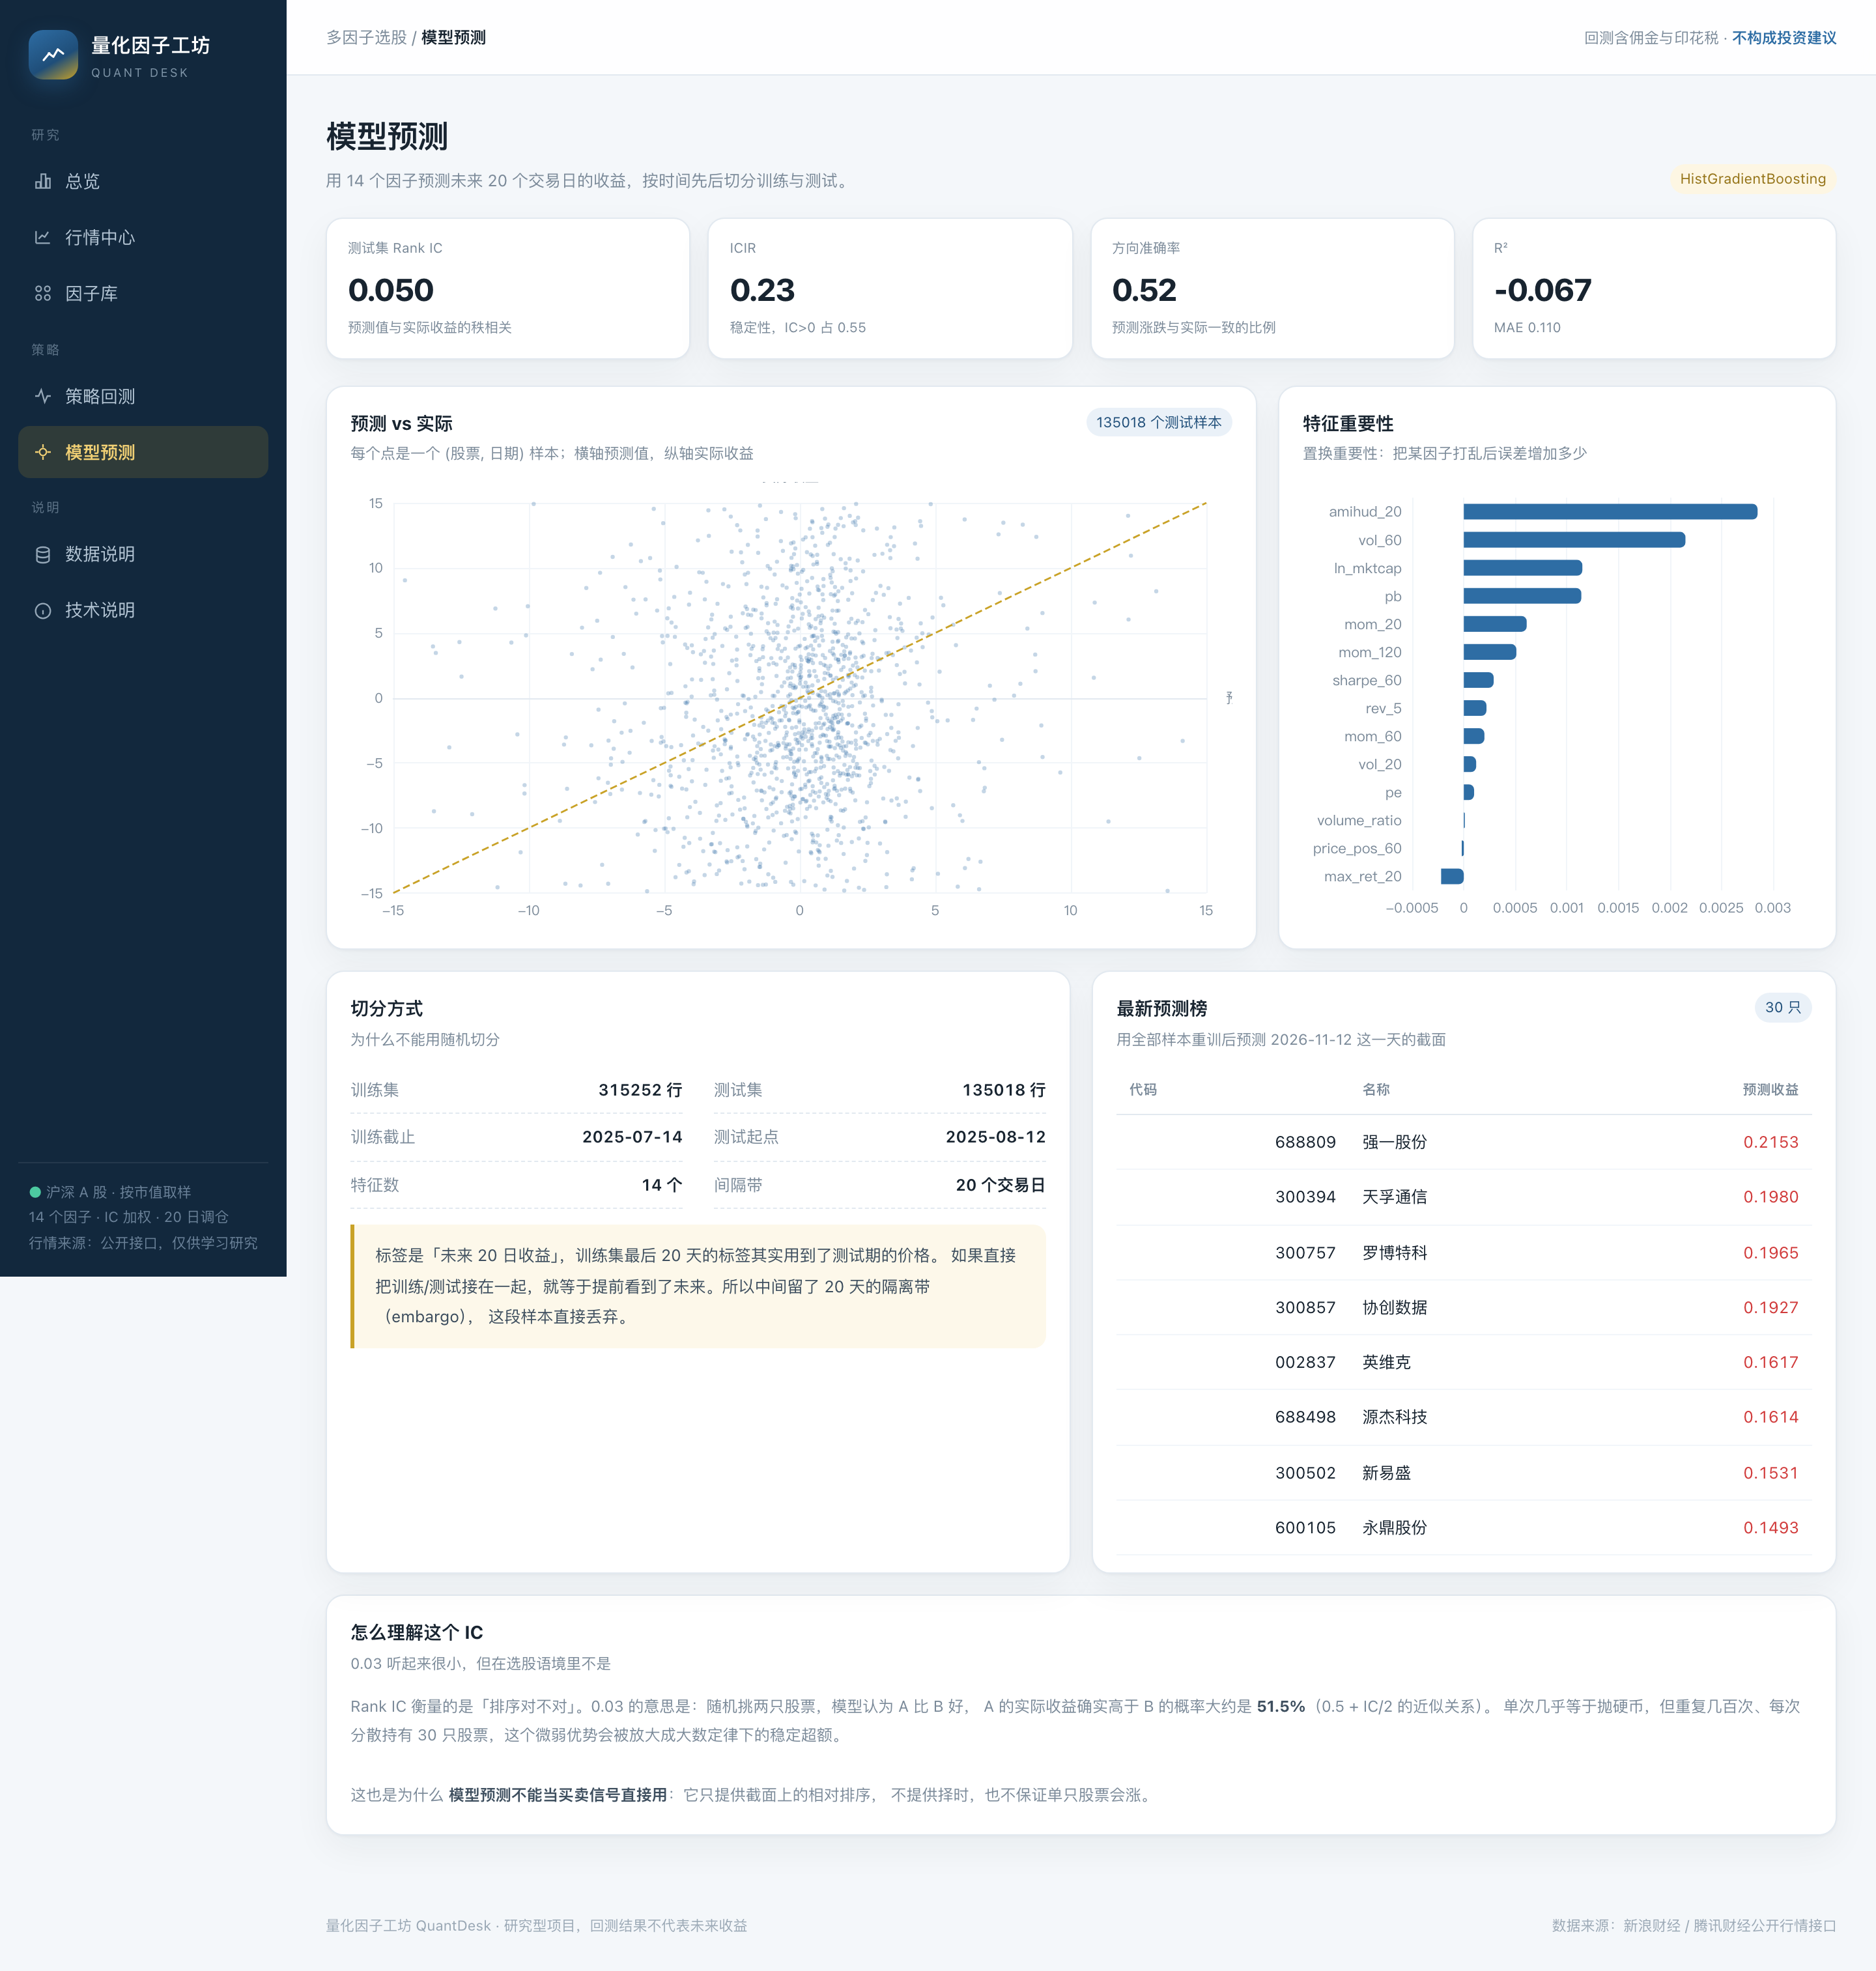 量化因子工坊
QUANT DESK
研究
总览
行情中心
因子库
策略
策略回测
模型预测
说明
数据说明
技术说明
沪深 A 股 · 按市值取样
14 个因子 · IC 加权 · 20 日调仓
行情来源：公开接口，仅供学习研究
多因子选股 / 模型预测
回测含佣金与印花税 · 不构成投资建议
模型预测
用 14 个因子预测未来 20 个交易日的收益，按时间先后切分训练与测试。
HistGradientBoosting
测试集 Rank IC
0.050
预测值与实际收益的秩相关
ICIR
0.23
稳定性，IC>0 占 0.55
方向准确率
0.52
预测涨跌与实际一致的比例
R²
-0.067
MAE 0.110
预测 vs 实际
135018 个测试样本
每个点是一个 (股票, 日期) 样本；横轴预测值，纵轴实际收益
15
10
5
0
−5
−10
−15
−15 −10 −5 0 5 10 15
特征重要性
置换重要性：把某因子打乱后误差增加多少
amihud_20
vol_60
ln_mktcap
pb
mom_20
mom_120
sharpe_60
rev_5
mom_60
vol_20
pe
volume_ratio
price_pos_60
max_ret_20
−0.0005 0 0.0005 0.001 0.0015 0.002 0.0025 0.003
切分方式
为什么不能用随机切分
训练集 315252 行 测试集 135018 行
训练截止 2025-07-14 测试起点 2025-08-12
特征数 14 个 间隔带 20 个交易日
标签是「未来 20 日收益」，训练集最后 20 天的标签其实用到了测试期的价格。 如果直接
把训练/测试接在一起，就等于提前看到了未来。所以中间留了 20 天的隔离带
（embargo）， 这段样本直接丢弃。
最新预测榜
30 只
用全部样本重训后预测 2026-11-12 这一天的截面
代码 名称 预测收益
688809 强一股份 0.2153
300394 天孚通信 0.1980
300757 罗博特科 0.1965
300857 协创数据 0.1927
002837 英维克 0.1617
688498 源杰科技 0.1614
300502 新易盛 0.1531
600105 永鼎股份 0.1493
怎么理解这个 IC
0.03 听起来很小，但在选股语境里不是
Rank IC 衡量的是「排序对不对」。0.03 的意思是：随机挑两只股票，模型认为 A 比 B 好， A 的实际收益确实高于 B 的概率大约是 51.5%（0.5 + IC/2 的近似关系）。 单次几乎等于抛硬币，但重复几百次、每次
分散持有 30 只股票，这个微弱优势会被放大成大数定律下的稳定超额。
这也是为什么 模型预测不能当买卖信号直接用：它只提供截面上的相对排序， 不提供择时，也不保证单只股票会涨。
量化因子工坊 QuantDesk · 研究型项目，回测结果不代表未来收益
数据来源：新浪财经 / 腾讯财经公开行情接口